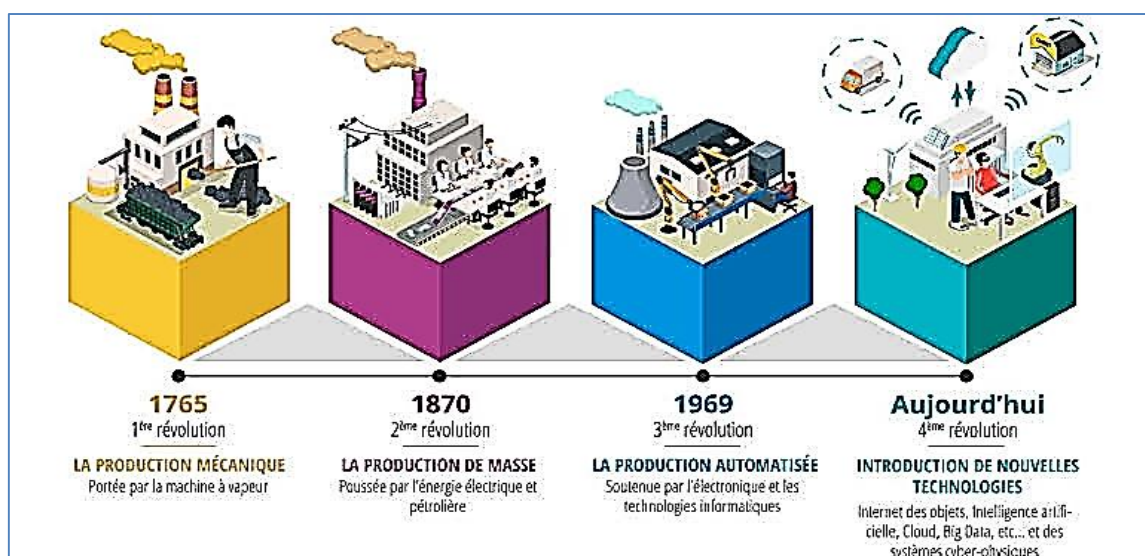 1765
1ère révolution
LA PRODUCTION MÉCANIQUE
Portée par la machine à vapeur
1870
2ème révolution
LA PRODUCTION DE MASSE
Poussée par l'énergie électrique et
pétrolière
1969
3ème révolution
LA PRODUCTION AUTOMATISÉE
Soutenue par l'électronique et les
technologies informatiques
Aujourd'hui
4ème révolution
INTRODUCTION DE NOUVELLES
TECHNOLOGIES
Internet des objets, Intelligence artifi-
cielle, Cloud, Big Data, etc... et des
systèmes cyber-physiques